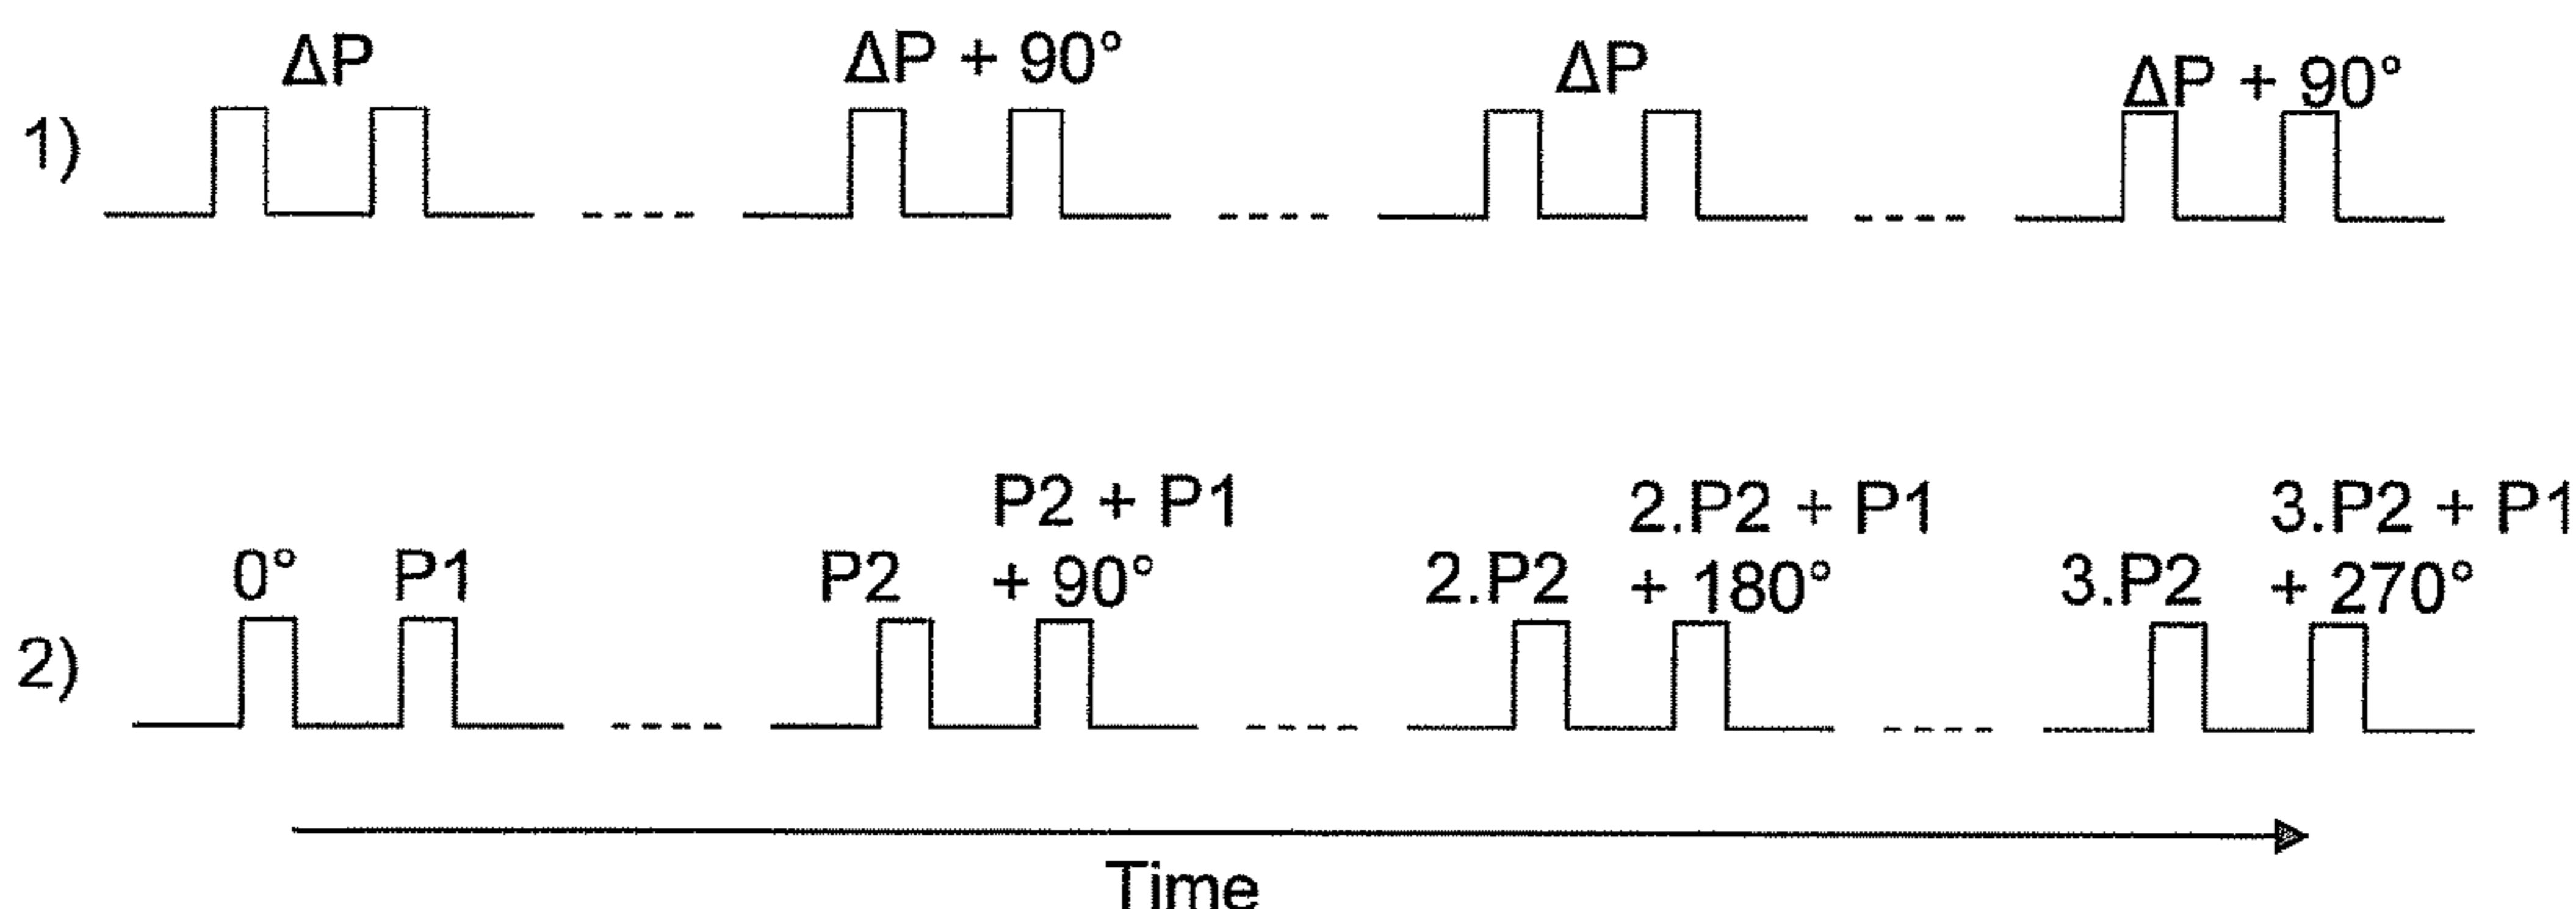 ΔP ΔP + 90° ΔP ΔP + 90°
1)
P2 + P1 2.P2 + P1 3.P2 + P1
0° P1 P2 + 90° 2.P2 + 180° 3.P2 + 270°
2)
Time